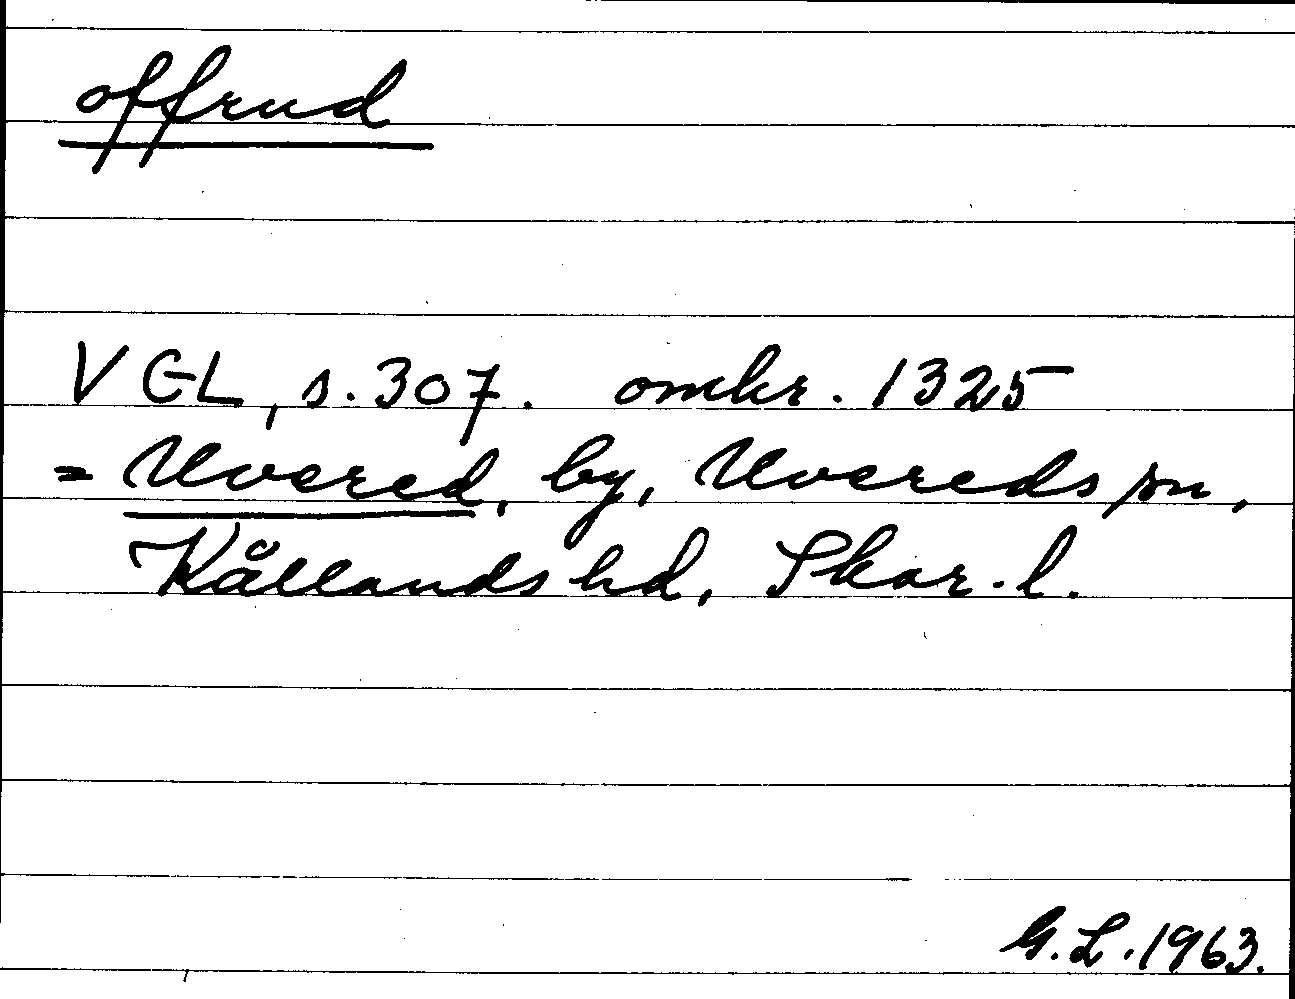 offrud
VGL, s. 307. omkr. 1325
= Uvered, by, Uvereds sn,
Kållands hd, Skar. l.
G.L. 1963.